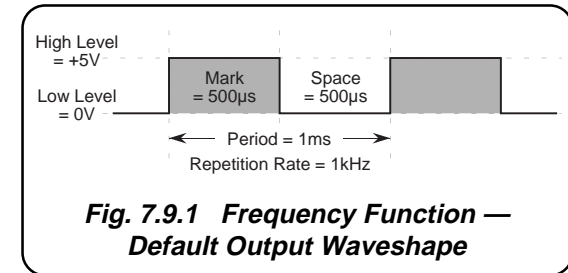 High Level
= +5V
Mark
= 500µs
Space
= 500µs
Low Level
= 0V
Period = 1ms
Repetition Rate = 1kHz
Fig. 7.9.1 Frequency Function —
Default Output Waveshape